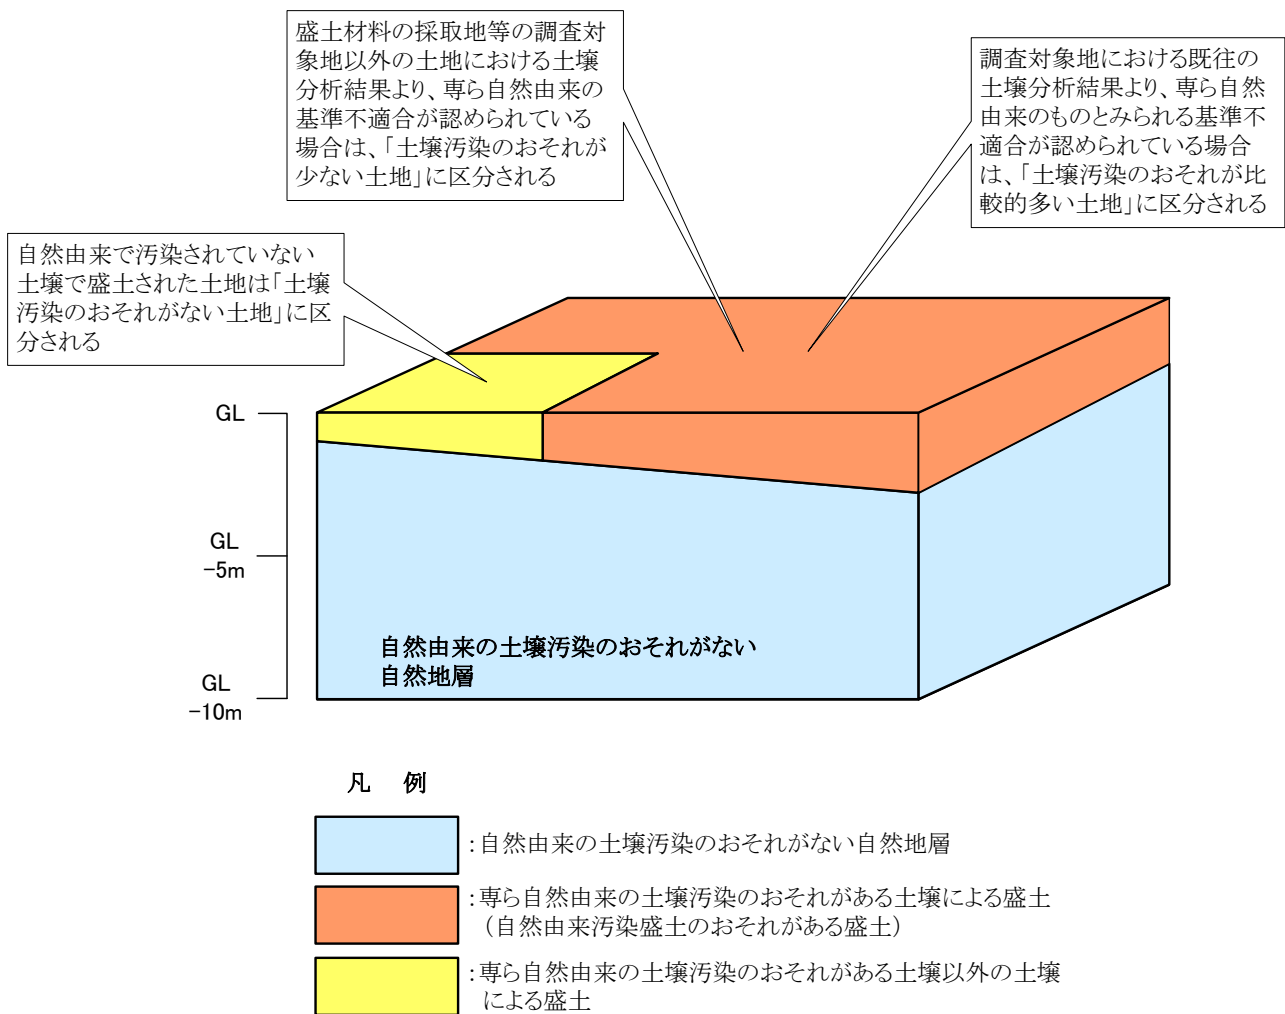 盛土材料の採取地等の調査対
象地以外の土地における土壌
分析結果より、専ら自然由来の
基準不適合が認められている
場合は、「土壌汚染のおそれが
少ない土地」に区分される
調査対象地における既往の
土壌分析結果より、専ら自然
由来のものとみられる基準不
適合が認められている場合
は、「土壌汚染のおそれが比
較的多い土地」に区分される
自然由来で汚染されていない
土壌で盛土された土地は「土壌
汚染のおそれがない土地」に区
分される
GL
GL
-5m
GL
-10m
自然由来の土壌汚染のおそれがない
自然地層
凡 例
:自然由来の土壌汚染のおそれがない自然地層
:専ら自然由来の土壌汚染のおそれがある土壌による盛土
(自然由来汚染盛土のおそれがある盛土)
:専ら自然由来の土壌汚染のおそれがある土壌以外の土壌
による盛土